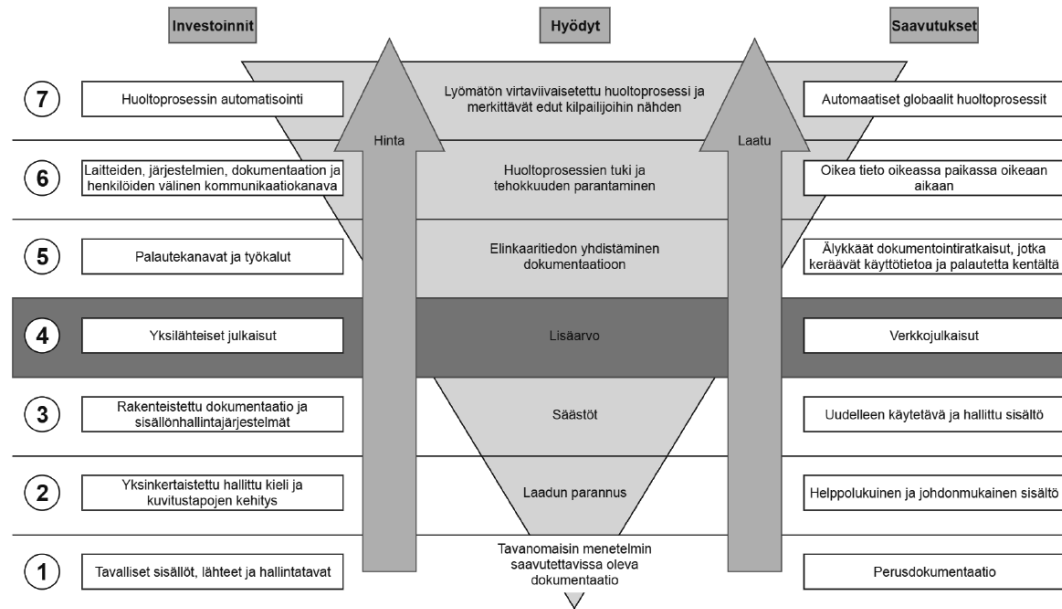 Investoinnit
Hyödyt
Saavutukset
7
Huoltoprosessin automatisointi
Hinta
Lyömätön virtaviivaisetettu huoltoprosessi ja
merkittävät edut kilpailijoihin nähden
Laatu
Automaattiset globaalit huoltoprosessit
6
Laitteiden, järjestelmien, dokumentaation ja
henkilöiden välinen kommunikaatiokanava
Huoltoprosessien tuki ja
tehokkuuden parantaminen
Oikea tieto oikeassa paikassa oikeaan
aikaan
5
Palautekanavat ja työkalut
Elinkaaritiedon yhdistäminen
dokumentaatioon
Älykkäät dokumentointiratkaisut, jotka
keräävät käyttötietoa ja palautetta kentältä
4
Yksilähteiset julkaisut
Lisäarvo
Verkkojulkaisut
3
Rakenteistettu dokumentaatio ja
sisällönhallintajärjestelmät
Säästöt
Uudelleen käytetävä ja hallittu sisältö
2
Yksinkertaistettu hallittu kieli ja
kuvitustapojen kehitys
Laadun parannus
Helppolukuinen ja johdonmukainen sisältö
1
Tavalliset sisällöt, lähteet ja hallintatavat
Tavanomaisin menetelmin
saavutettavissa oleva
dokumentaatio
Perusdokumentaatio